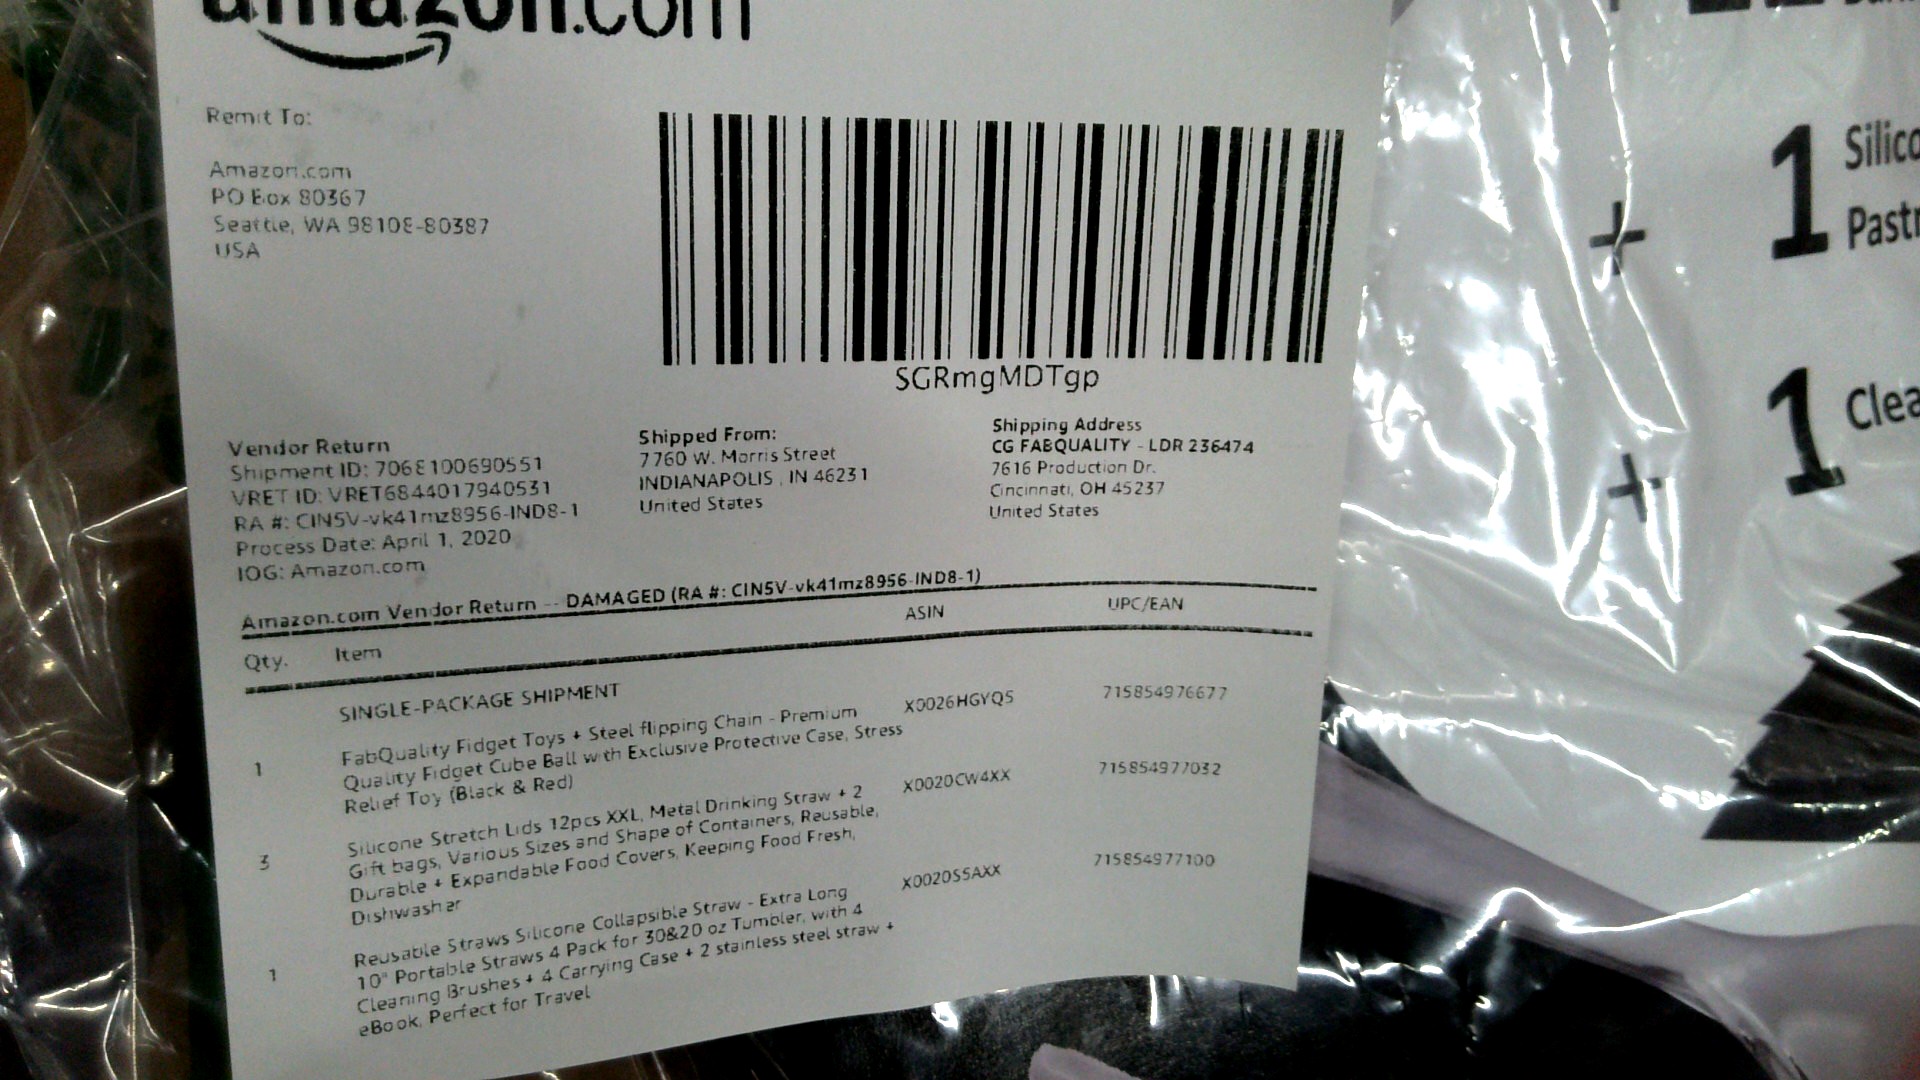 amazon.com
Remit To:
Amazon.com
PO Box 80367
Seattle, WA 98108-80387
USA
SGRmgMDTgp
Vendor Return
Shipment ID: 7068100690551
VRET ID: VRET6844017940531
RA #: CIN5V-vk41mz8956-IND8-1
Process Date: April 1, 2020
IOG: Amazon.com
Shipped From:
7760 W. Morris Street
INDIANAPOLIS , IN 46231
United States
Shipping Address
CG FABQUALITY - LDR 236474
7616 Production Dr.
Cincinnati, OH 45237
United States
Amazon.com Vendor Return -- DAMAGED (RA #: CIN5V-vk41mz8956-IND8-1)
Qty. Item ASIN UPC/EAN
SINGLE-PACKAGE SHIPMENT
1 FabQuality Fidget Toys + Steel flipping Chain - Premium X0026HGYQ5 715854976677
Quality Fidget Cube Ball with Exclusive Protective Case, Stress
Relief Toy (Black & Red)
3 Silicone Stretch Lids 12pcs XXL, Metal Drinking Straw + 2 X0020CW4XX 715854977032
Gift bags, Various Sizes and Shape of Containers, Reusable,
Durable + Expandable Food Covers, Keeping Food Fresh,
Dishwasher
1 Reusable Straws Silicone Collapsible Straw - Extra Long X0020S5AXX 715854977100
10" Portable Straws 4 Pack for 30&20 oz Tumbler, with 4
Cleaning Brushes + 4 Carrying Case + 2 stainless steel straw +
eBook, Perfect for Travel
+ 1 Silico
Pastr
+ 1 Clea